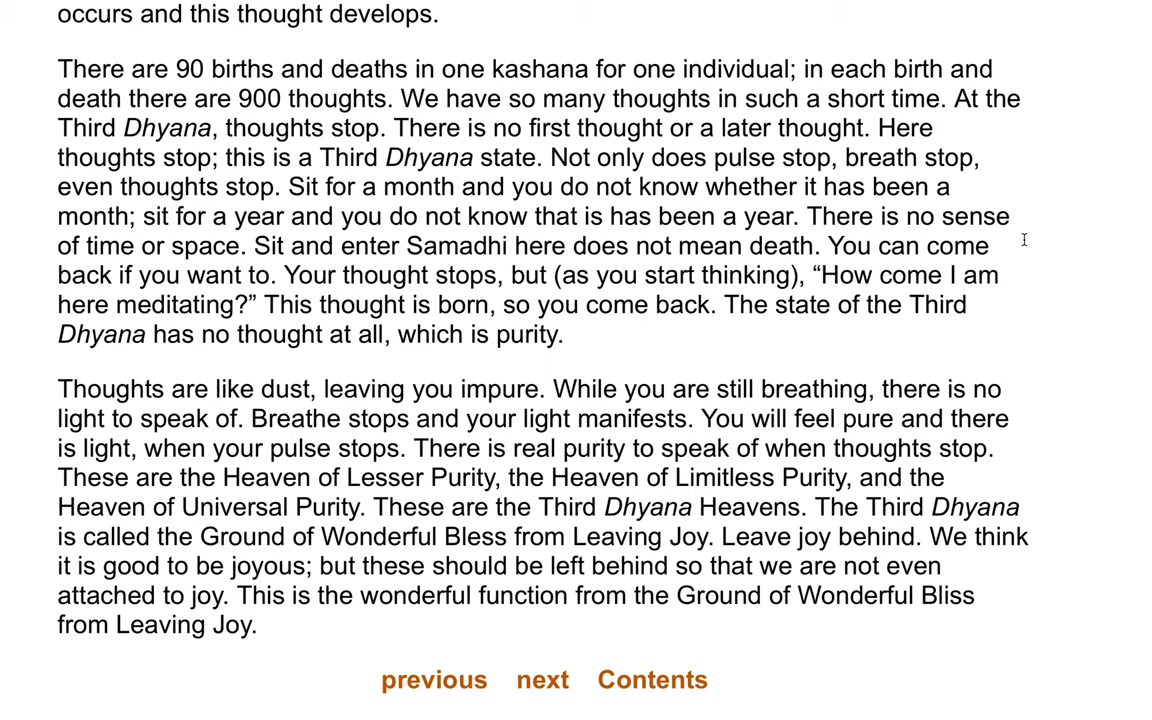 occurs and this thought develops.
There are 90 births and deaths in one kashana for one individual; in each birth and
death there are 900 thoughts. We have so many thoughts in such a short time. At the
Third Dhyana, thoughts stop. There is no first thought or a later thought. Here
thoughts stop; this is a Third Dhyana state. Not only does pulse stop, breath stop,
even thoughts stop. Sit for a month and you do not know whether it has been a
month; sit for a year and you do not know that is has been a year. There is no sense
of time or space. Sit and enter Samadhi here does not mean death. You can come
back if you want to. Your thought stops, but (as you start thinking), “How come I am
here meditating?” This thought is born, so you come back. The state of the Third
Dhyana has no thought at all, which is purity.
Thoughts are like dust, leaving you impure. While you are still breathing, there is no
light to speak of. Breathe stops and your light manifests. You will feel pure and there
is light, when your pulse stops. There is real purity to speak of when thoughts stop.
These are the Heaven of Lesser Purity, the Heaven of Limitless Purity, and the
Heaven of Universal Purity. These are the Third Dhyana Heavens. The Third Dhyana
is called the Ground of Wonderful Bless from Leaving Joy. Leave joy behind. We think
it is good to be joyous; but these should be left behind so that we are not even
attached to joy. This is the wonderful function from the Ground of Wonderful Bliss
from Leaving Joy.
previous next Contents